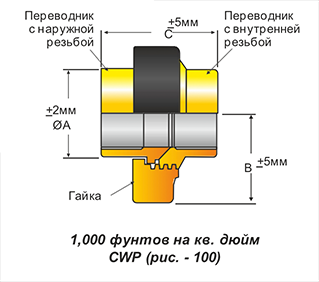 Переводник
с наружной
резьбой
±5мм
C
Переводник
с внутренней
резьбой
±2мм
ØA
B
±5мм
Гайка
1,000 фунтов на кв. дюйм
CWP (рис. - 100)